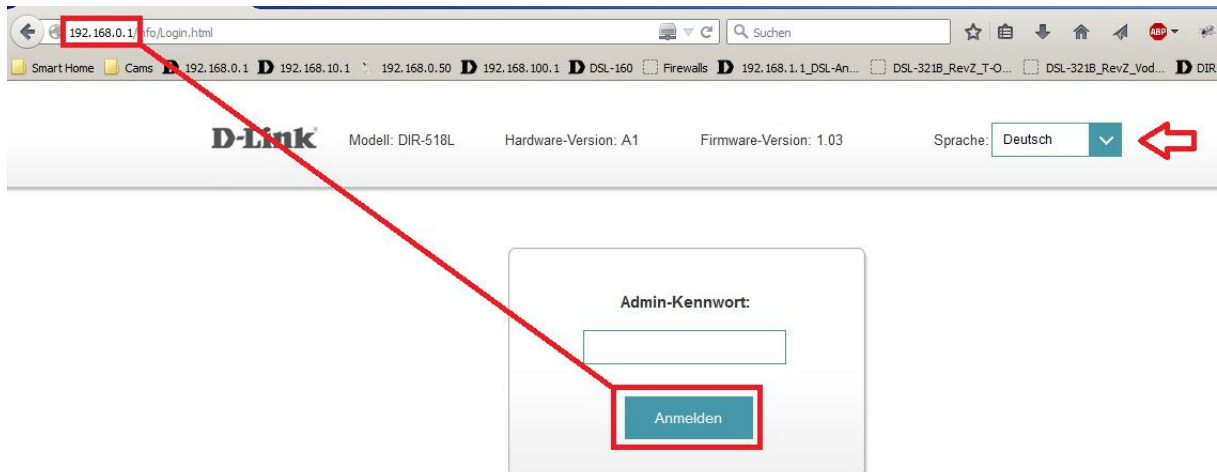 192.168.0.1/nfo/Login.html Suchen ABP
Smart Home Cams 192.168.0.1 192.168.10.1 192.168.0.50 192.168.100.1 DSL-160 Firewalls 192.168.1.1_DSL-An... DSL-321B_RevZ_T-O... DSL-321B_RevZ_Vod... DIR
D-Link Modell: DIR-518L Hardware-Version: A1 Firmware-Version: 1.03 Sprache: Deutsch
Admin-Kennwort:
Anmelden